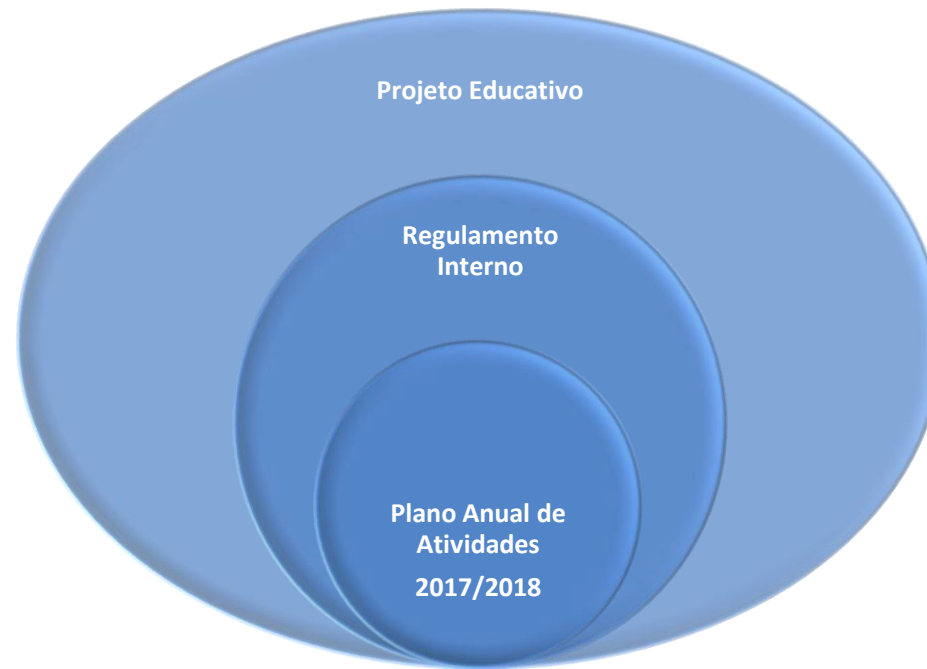 Projeto Educativo
Regulamento
Interno
Plano Anual de
Atividades
2017/2018